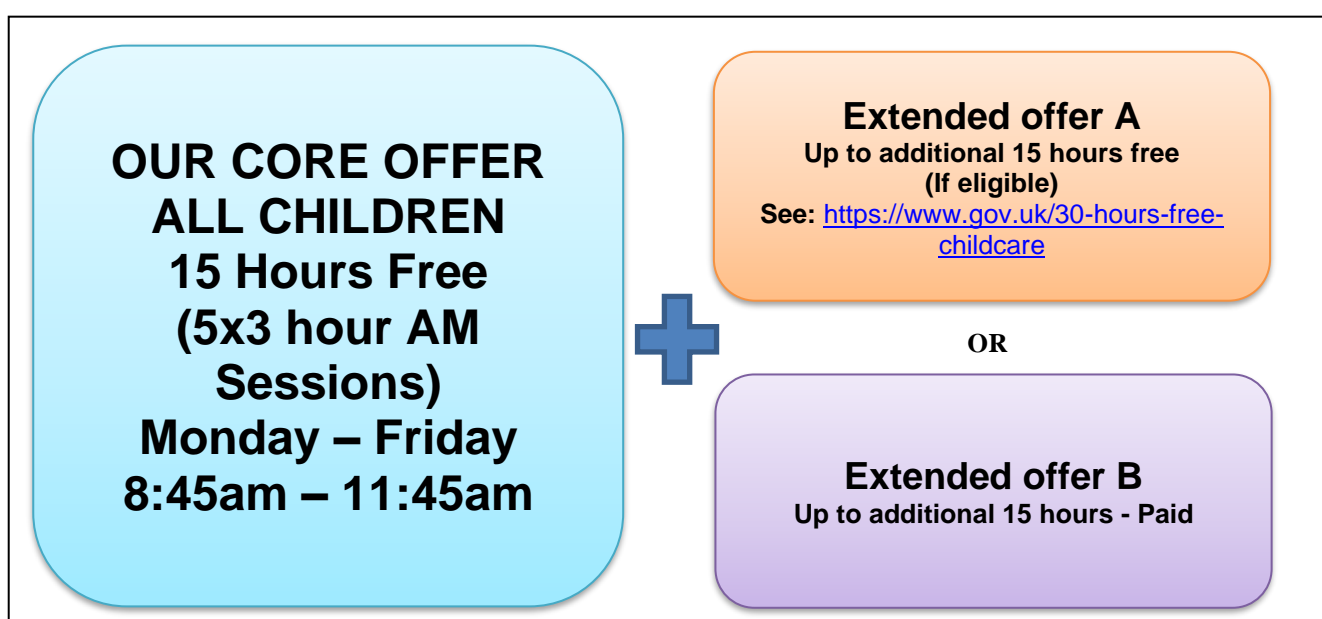 OUR CORE OFFER
ALL CHILDREN
15 Hours Free
(5x3 hour AM
Sessions)
Monday – Friday
8:45am – 11:45am
Extended offer A
Up to additional 15 hours free
(If eligible)
See: https://www.gov.uk/30-hours-free-
childcare
OR
Extended offer B
Up to additional 15 hours - Paid